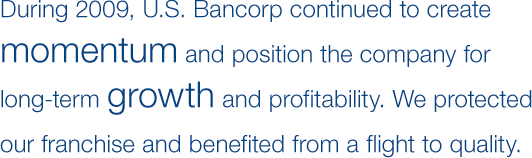 During 2009, U.S. Bancorp continued to create
momentum and position the company for
long-term growth and profitability. We protected
our franchise and benefited from a flight to quality.